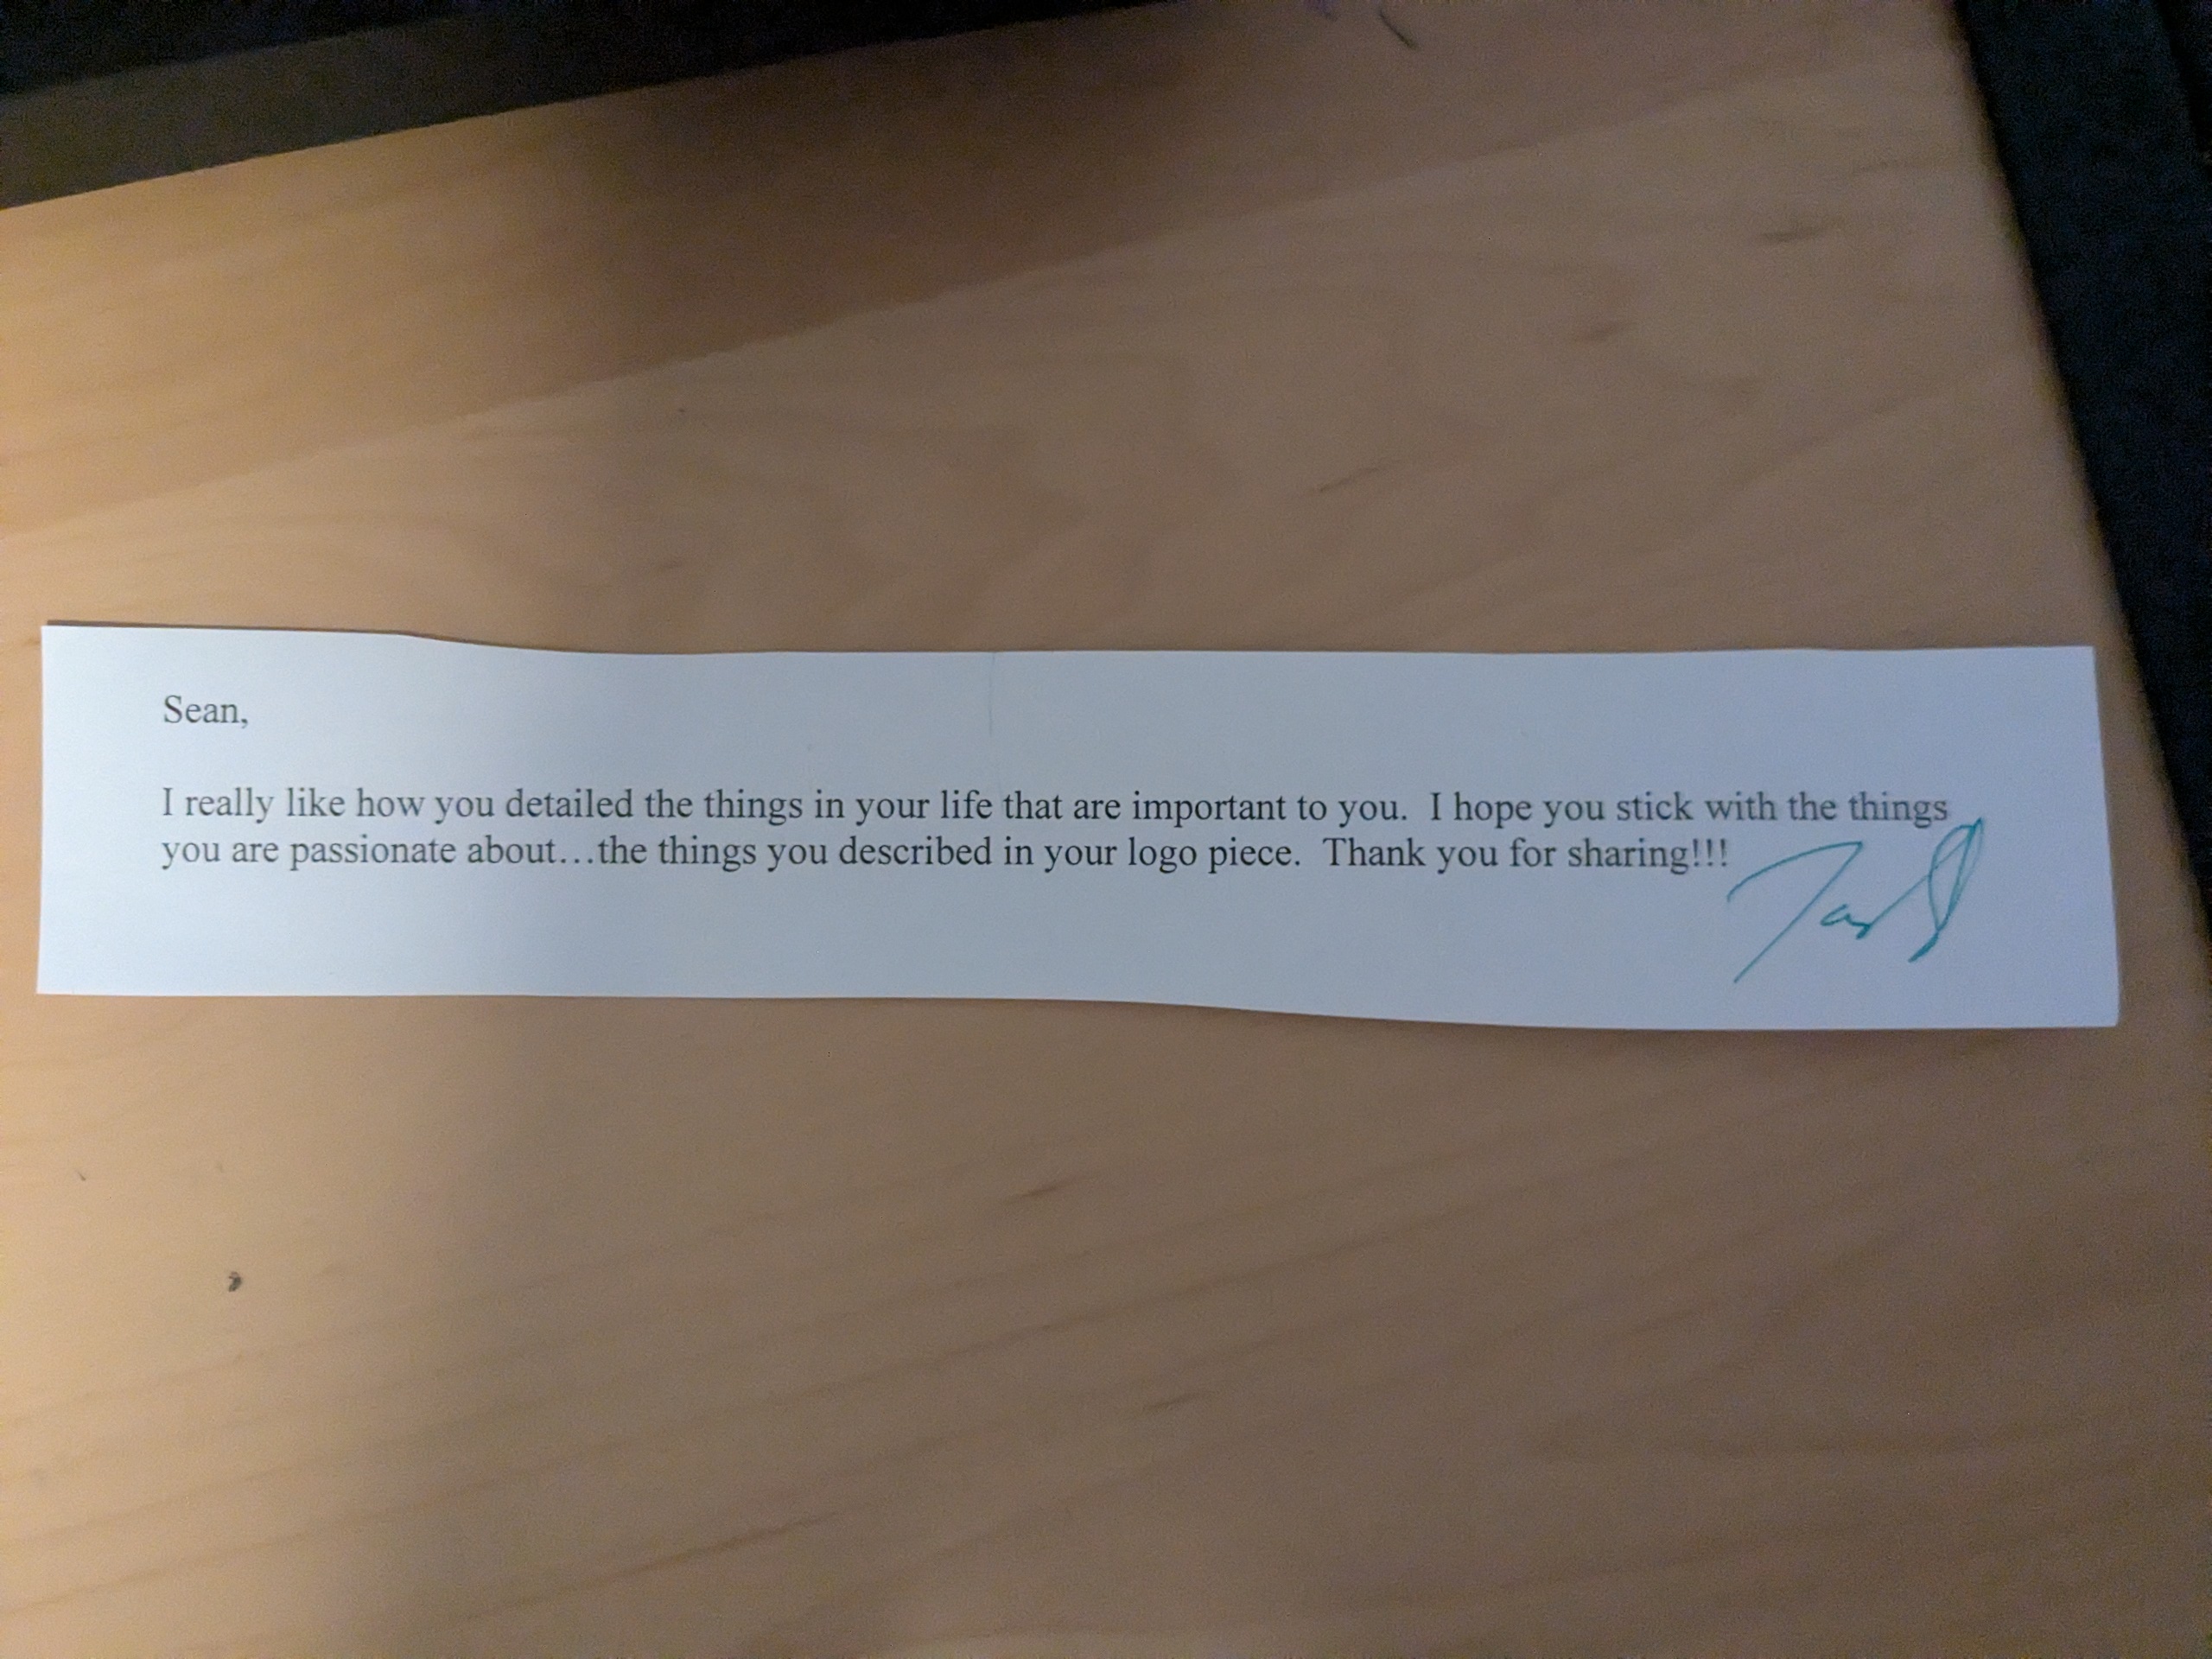 Sean,
I really like how you detailed the things in your life that are important to you.  I hope you stick with the things
you are passionate about…the things you described in your logo piece.  Thank you for sharing!!!